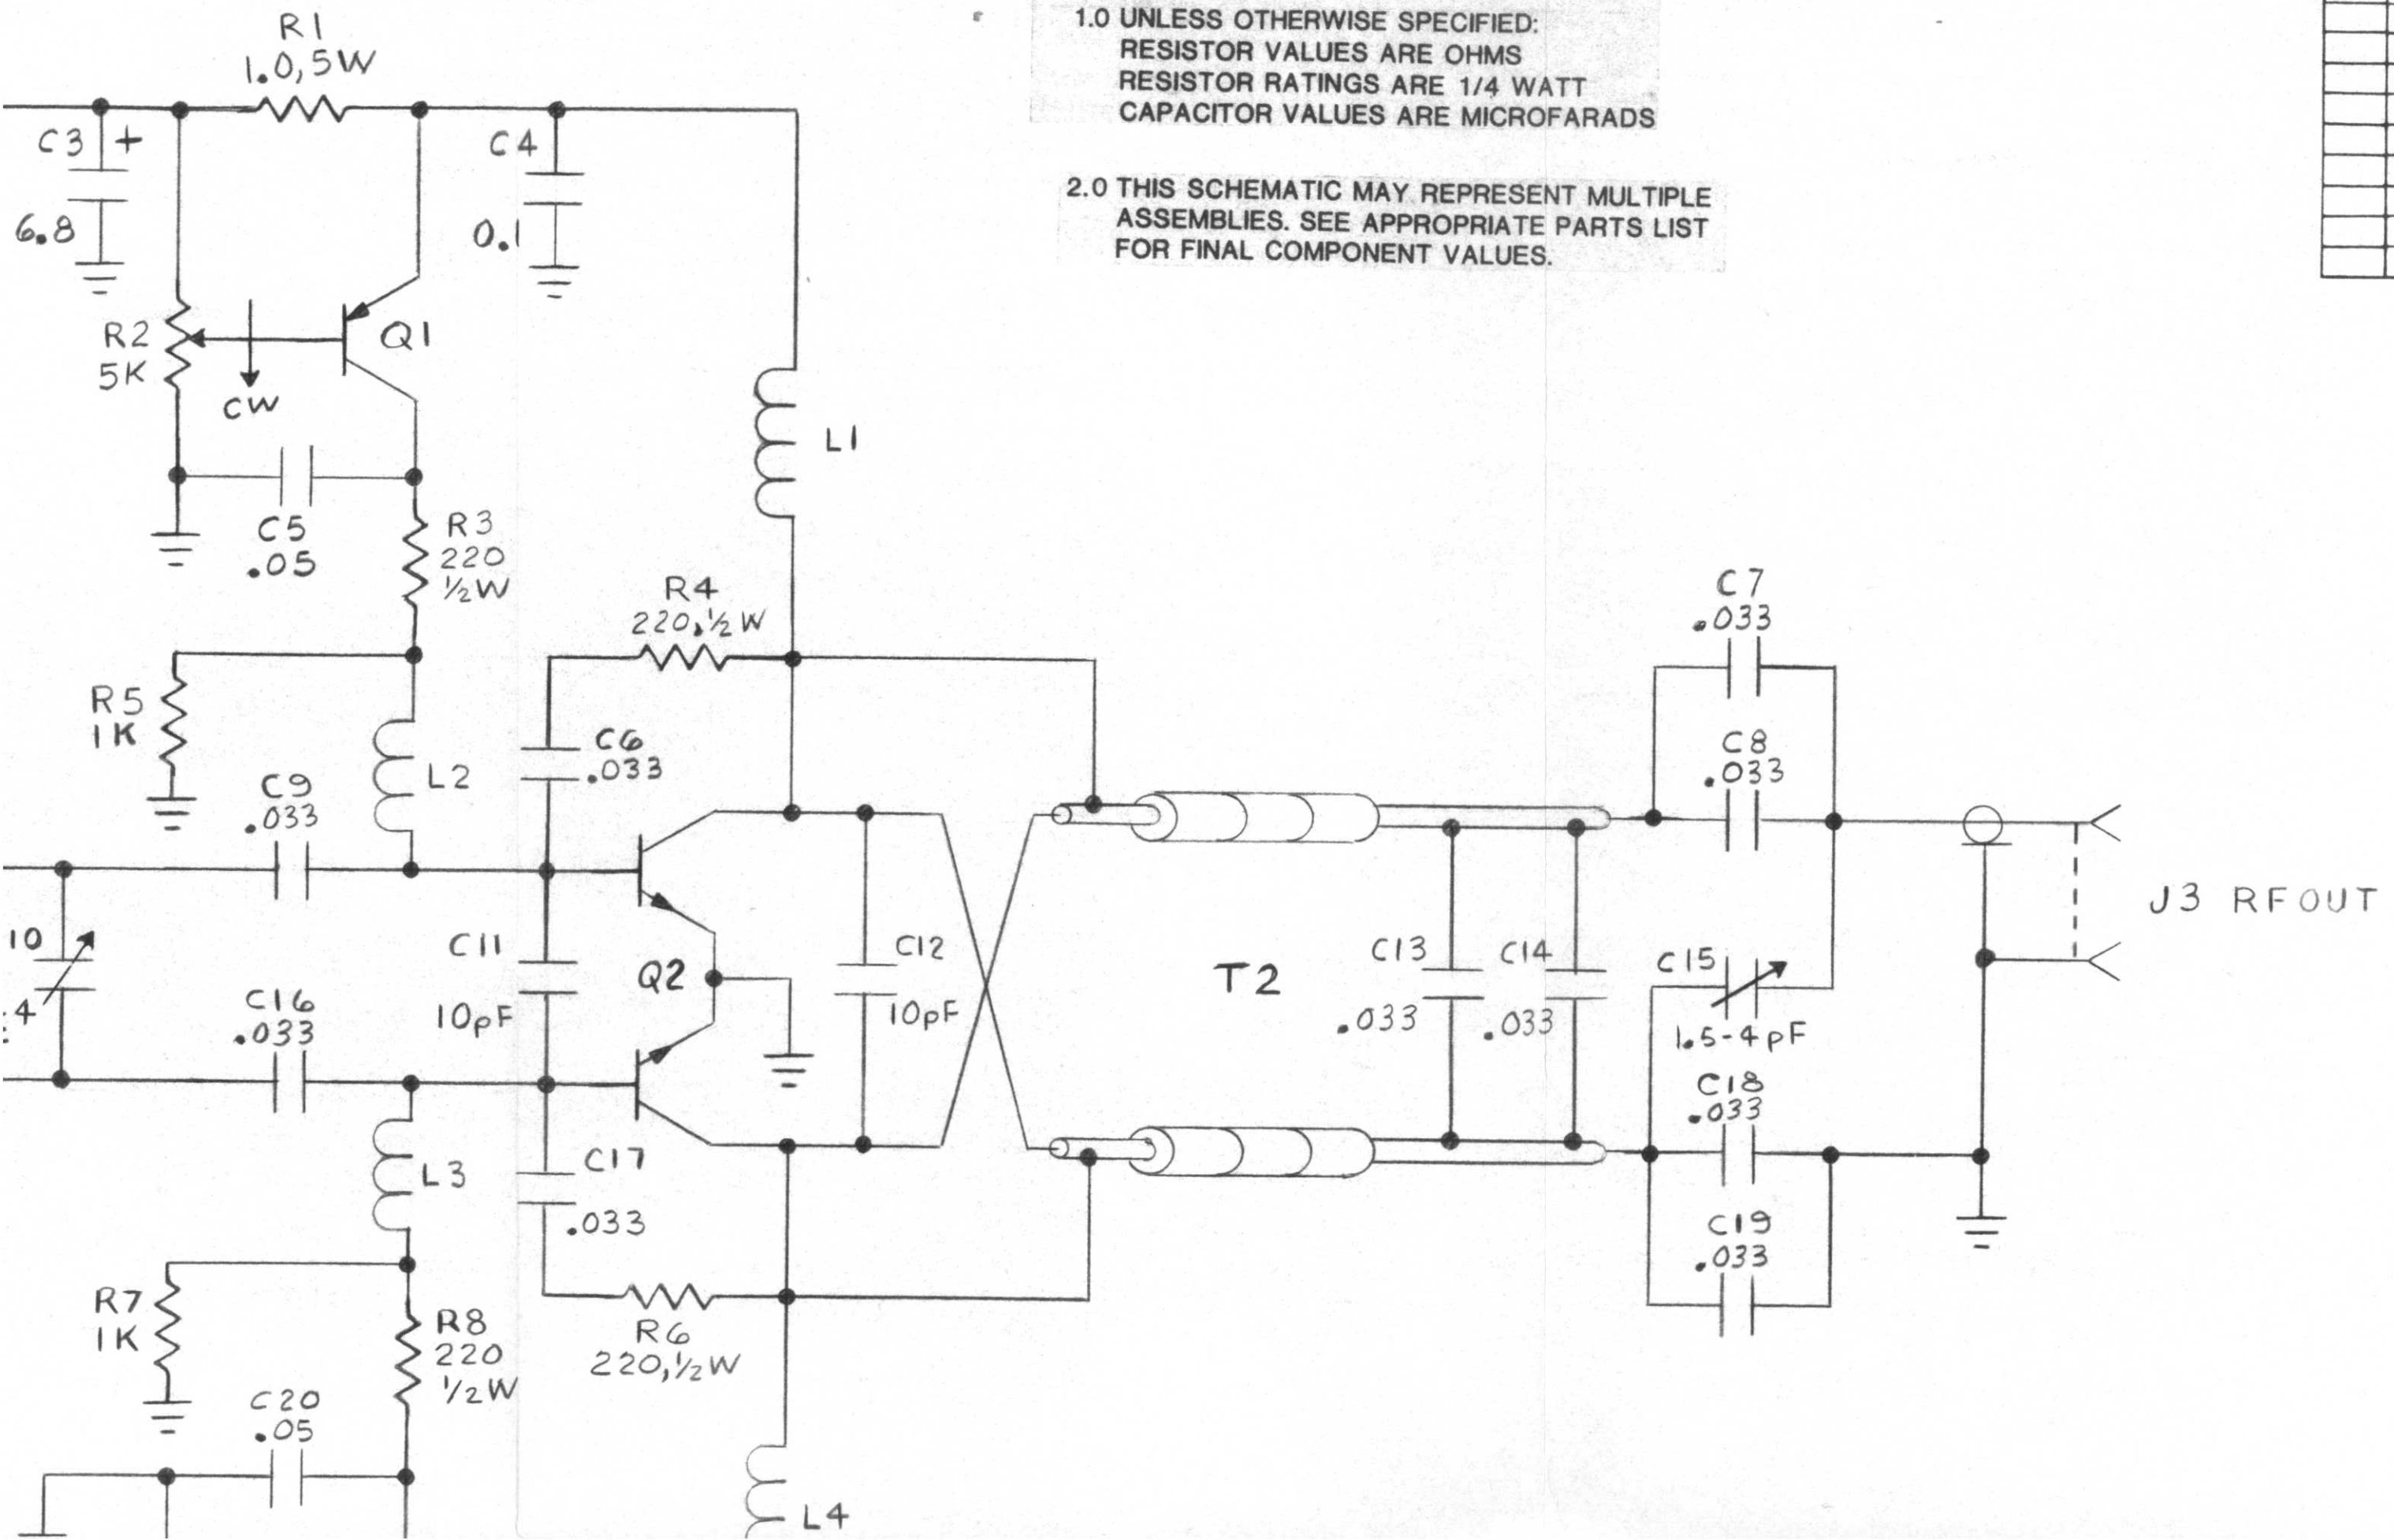 1.0 UNLESS OTHERWISE SPECIFIED:
RESISTOR VALUES ARE OHMS
RESISTOR RATINGS ARE 1/4 WATT
CAPACITOR VALUES ARE MICROFARADS
2.0 THIS SCHEMATIC MAY REPRESENT MULTIPLE
ASSEMBLIES. SEE APPROPRIATE PARTS LIST
FOR FINAL COMPONENT VALUES.
R1
1.0,5W
C3 +
6.8
C4
0.1
R2
5K
CW
Q1
L1
C5
.05
R3
220
½W
R4
220,½W
R5
1K
L2
C6
.033
C7
.033
C8
.033
C9
.033
10
4
C11
10pF
Q2
C12
10pF
T2
C13
.033
C14
.033
C15
1.5-4pF
J3 RF OUT
C16
.033
C17
.033
C18
.033
C19
.033
L3
R7
1K
R8
220
½W
R6
220,½W
C20
.05
L4